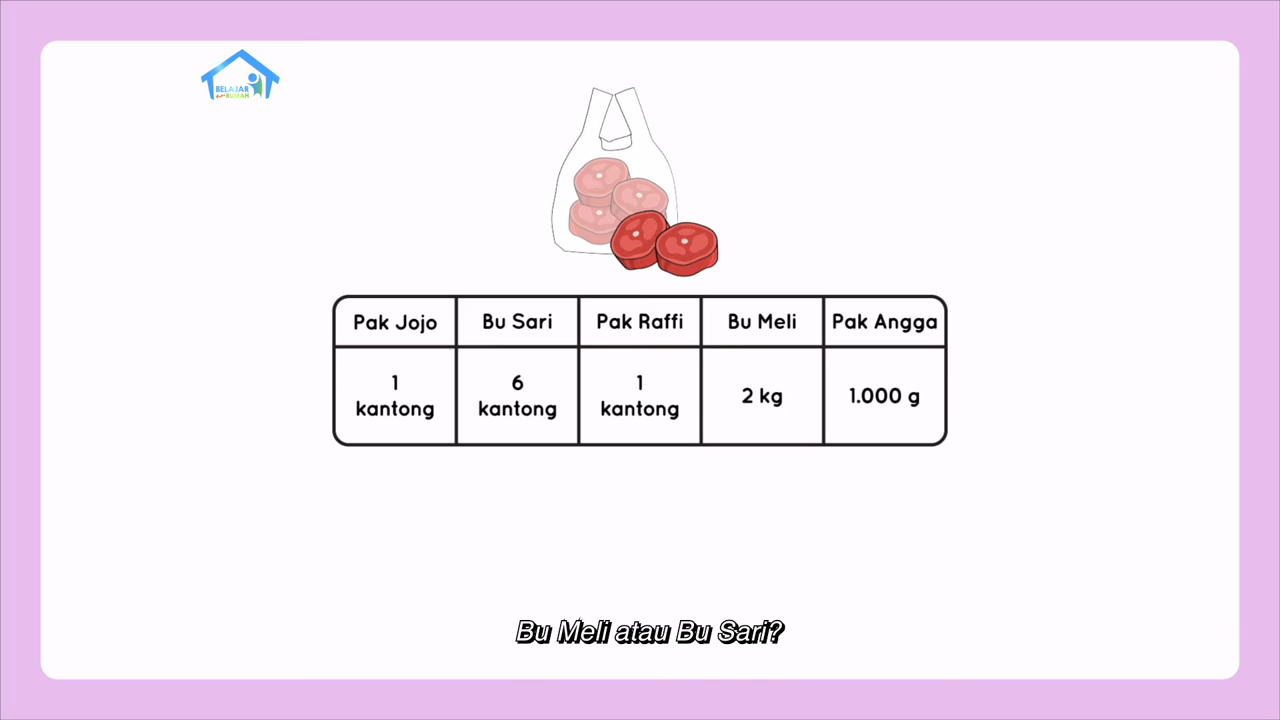 BELAJAR
dari RUMAH
Pak Jojo
Bu Sari
Pak Raffi
Bu Meli
Pak Angga
1
kantong
6
kantong
1
kantong
2 kg
1.000 g
Bu Meli atau Bu Sari?